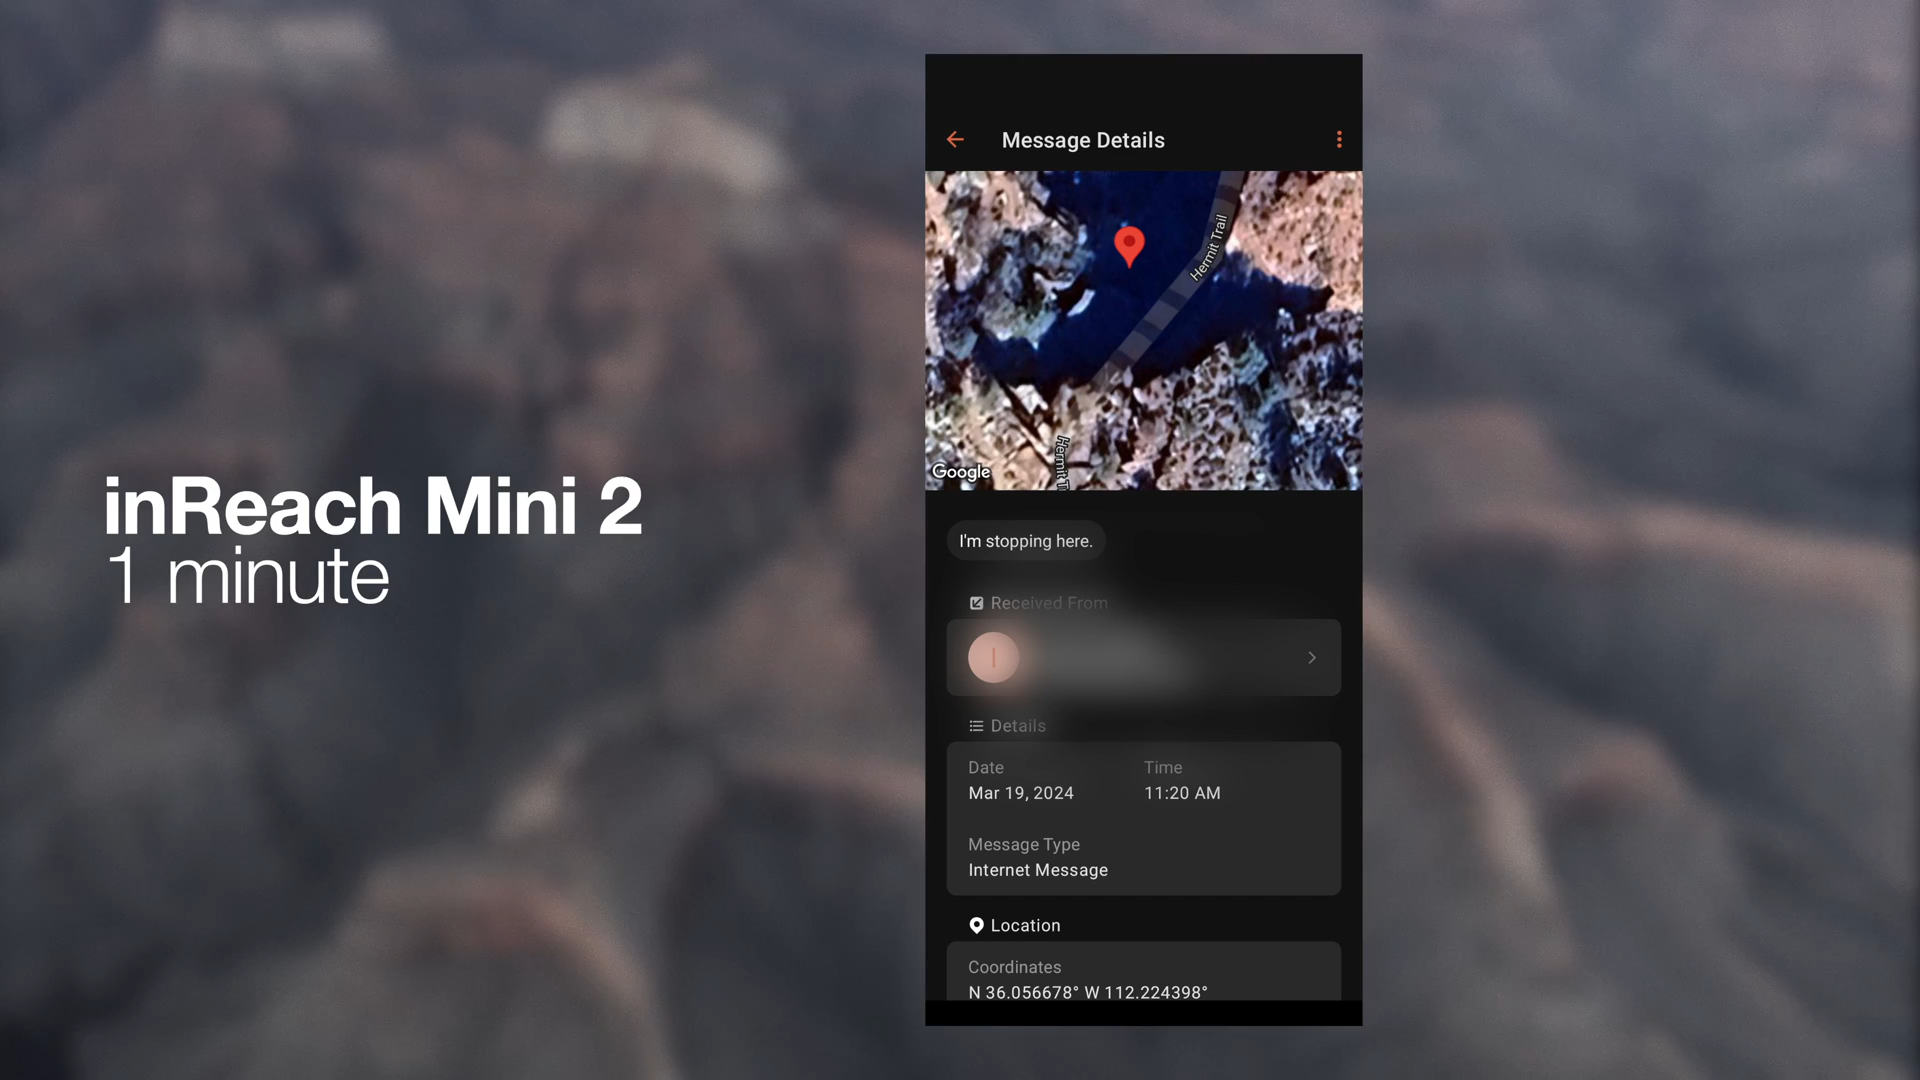 inReach Mini 2
1 minute
Message Details
Hermit Trail
Hermit T
Google
I'm stopping here.
Received From
I
Details
Date
Time
Mar 19, 2024
11:20 AM
Message Type
Internet Message
Location
Coordinates
N 36.056678° W 112.224398°